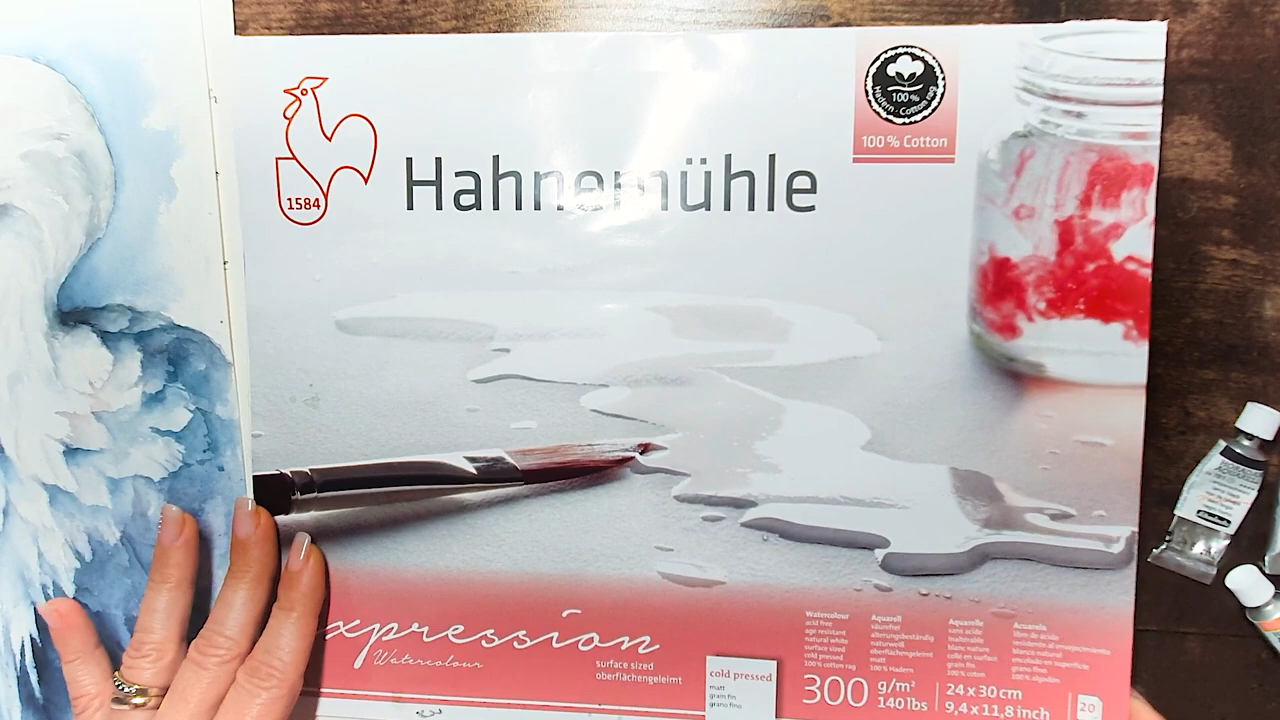 1584
Hahnemühle
100 %
Hadern · Cotton rag
100 % Cotton
xpression
Watercolour
surface sized
oberflächengeleimt
cold pressed
matt
grain fin
grano fino
Watercolour
acid free
age resistant
natural white
surface sized
cold pressed
100 % cotton rag
Aquarell
säurefrei
alterungsbeständig
naturweiß
oberflächengeleimt
matt
100 % Hadern
Aquarelle
sans acide
inaltérable
blanc nature
collé en surface
grain fin
100 % coton
Acuarela
libre de ácido
resistente al envejecimiento
blanco natural
encolado en superficie
grano fino
100 % algodón
300 g/m²
140 lbs
24 x 30 cm
9,4 x 11,8 inch
20